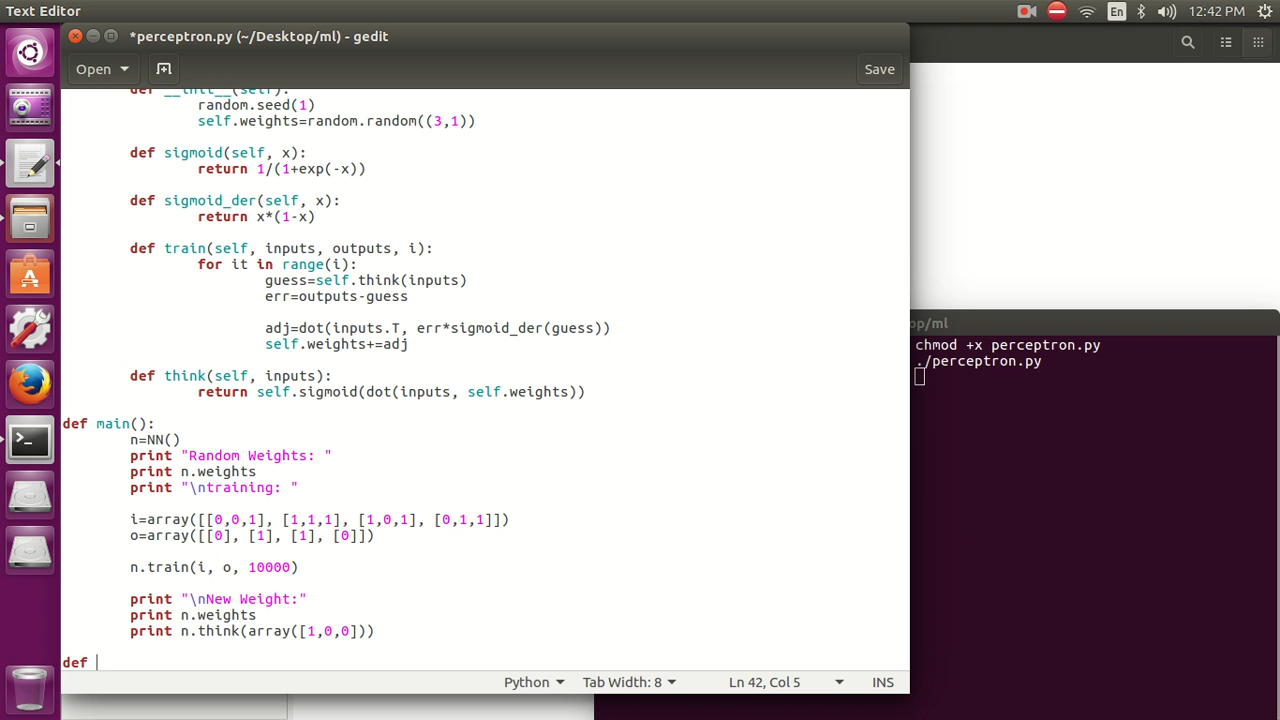 Text Editor
En
12:42 PM
*perceptron.py (~/Desktop/ml) - gedit
Open
Save
def __init__(self):
random.seed(1)
self.weights=random.random((3,1))
def sigmoid(self, x):
return 1/(1+exp(-x))
def sigmoid_der(self, x):
return x*(1-x)
def train(self, inputs, outputs, i):
for it in range(i):
guess=self.think(inputs)
err=outputs-guess
adj=dot(inputs.T, err*sigmoid_der(guess))
self.weights+=adj
def think(self, inputs):
return self.sigmoid(dot(inputs, self.weights))
def main():
n=NN()
print "Random Weights: "
print n.weights
print "\ntraining: "
i=array([[0,0,1], [1,1,1], [1,0,1], [0,1,1]])
o=array([[0], [1], [1], [0]])
n.train(i, o, 10000)
print "\nNew Weight:"
print n.weights
print n.think(array([1,0,0]))
def
Python
Tab Width: 8
Ln 42, Col 5
INS
op/ml
chmod +x perceptron.py
./perceptron.py